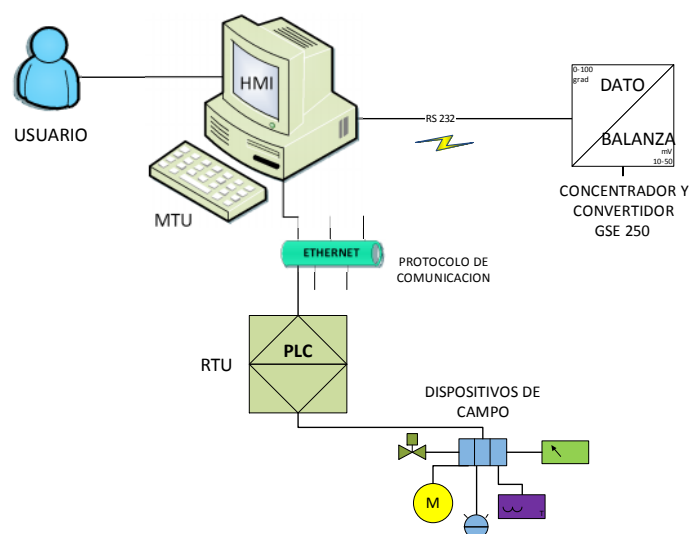 HMI
USUARIO
MTU
RS 232
0-100
grad
DATO
BALANZA
mV
10-50
CONCENTRADOR Y
CONVERTIDOR
GSE 250
ETHERNET
PROTOCOLO DE
COMUNICACION
RTU
PLC
DISPOSITIVOS DE
CAMPO
M
T